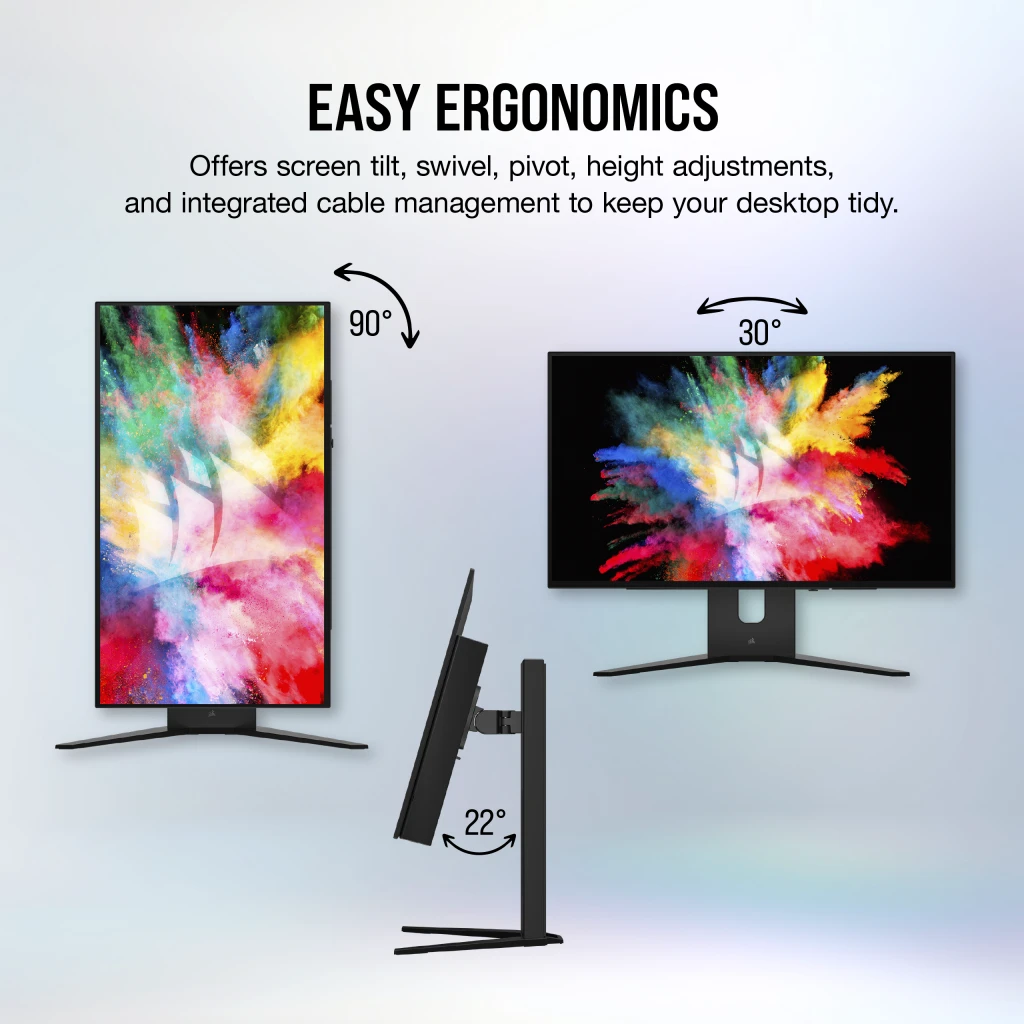 EASY ERGONOMICS
Offers screen tilt, swivel, pivot, height adjustments,
and integrated cable management to keep your desktop tidy.
90°
30°
22°